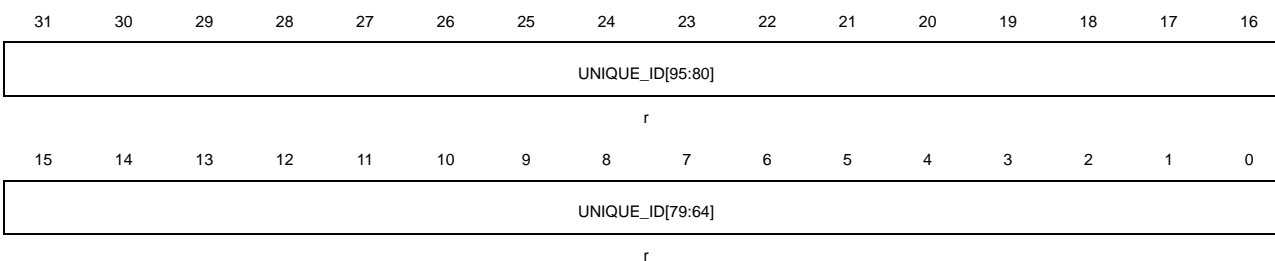 31 30 29 28 27 26 25 24 23 22 21 20 19 18 17 16
UNIQUE_ID[95:80]
r
15 14 13 12 11 10 9 8 7 6 5 4 3 2 1 0
UNIQUE_ID[79:64]
r